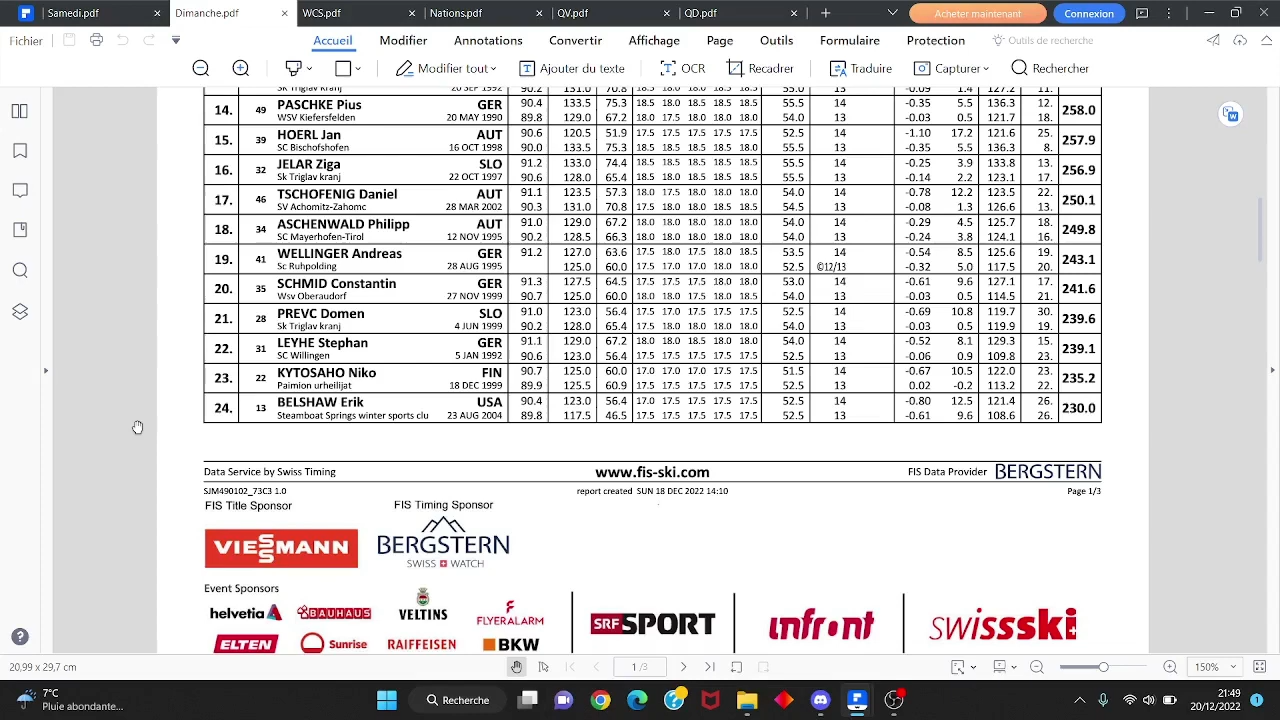 Samedi.pdf Dimanche.pdf WCS.pdf Nations.pdf QV.pdf QD.pdf Acheter maintenant Connexion
Fichier Accueil Modifier Annotations Convertir Affichage Page Outils Formulaire Protection Outils de recherche
Modifier tout Ajouter du texte OCR Recadrer Traduire Capturer Rechercher
Sk Triglav Kranj 20 SEP 1992 90.2 131.0 70.8 18.5 18.0 18.0 18.5 18.5 55.0 13 -0.09 1.4 127.2 11.
14. 49 PASCHKE Pius GER 90.4 133.5 75.3 18.5 18.0 18.5 18.5 18.5 55.5 14 -0.35 5.5 136.3 12. 258.0
WSV Kiefersfelden 20 MAY 1990 89.8 129.0 67.2 18.0 17.5 18.0 18.0 18.0 54.0 13 -0.03 0.5 121.7 18.
15. 39 HOERL Jan AUT 90.6 120.5 51.9 17.5 17.5 17.5 17.5 17.5 52.5 14 -1.10 17.2 121.6 25. 257.9
SC Bischofshofen 16 OCT 1998 90.0 133.5 75.3 18.5 18.5 18.5 18.5 18.5 55.5 13 -0.35 5.5 136.3 8.
16. 32 JELAR Ziga SLO 91.2 133.0 74.4 18.5 18.5 18.5 18.5 18.5 55.5 14 -0.25 3.9 133.8 13. 256.9
Sk Triglav kranj 22 OCT 1997 90.6 128.0 65.4 18.5 18.0 18.5 18.5 18.5 55.5 13 -0.14 2.2 123.1 17.
17. 46 TSCHOFENIG Daniel AUT 91.1 123.5 57.3 18.0 17.5 18.0 18.0 18.0 54.0 14 -0.78 12.2 123.5 22. 250.1
SV Achomitz-Zahomc 28 MAR 2002 90.3 131.0 70.8 17.5 18.0 18.0 18.0 18.5 54.0 13 -0.08 1.3 126.6 13.
18. 34 ASCHENWALD Philipp AUT 91.0 129.0 67.2 18.0 18.0 18.0 18.0 18.0 54.0 14 -0.29 4.5 125.7 18. 249.8
SC Mayerhofen-Tirol 12 NOV 1995 90.2 128.5 66.3 18.0 18.0 18.0 18.0 18.0 54.0 13 -0.24 3.8 124.1 16.
19. 41 WELLINGER Andreas GER 91.2 127.0 63.6 17.5 18.0 17.5 18.0 18.0 53.5 14 -0.54 8.5 125.6 19. 243.1
Sc Ruhpolding 28 AUG 1995 125.0 60.0 17.5 17.0 17.0 18.0 18.0 52.5 ©12/13 -0.32 5.0 117.5 20.
20. 35 SCHMID Constantin GER 91.3 127.5 64.5 17.5 17.5 17.5 18.0 18.0 53.0 14 -0.61 9.6 127.1 17. 241.6
Wsv Oberaudorf 27 NOV 1999 90.7 125.0 60.0 18.0 18.0 17.5 18.0 18.5 54.0 13 -0.03 0.5 114.5 21.
21. 28 PREVC Domen SLO 91.0 123.0 56.4 17.5 17.0 17.5 17.5 17.5 52.5 14 -0.69 10.8 119.7 30. 239.6
Sk Triglav kranj 4 JUN 1999 90.2 128.0 65.4 17.5 18.0 18.0 18.0 18.0 54.0 13 -0.03 0.5 119.9 19.
22. 31 LEYHE Stephan GER 91.1 129.0 67.2 18.0 18.0 18.5 18.0 18.0 54.0 14 -0.52 8.1 129.3 15. 239.1
SC Willingen 5 JAN 1992 90.6 123.0 56.4 17.5 17.5 17.5 17.5 17.5 52.5 13 -0.06 0.9 109.8 23.
23. 22 KYTOSAHO Niko FIN 90.7 125.0 60.0 17.0 17.0 17.0 17.5 17.5 51.5 14 -0.67 10.5 122.0 23. 235.2
Paimion urheilijat 18 DEC 1999 89.9 125.5 60.9 17.5 17.5 17.5 17.5 17.5 52.5 13 0.02 -0.2 113.2 22.
24. 13 BELSHAW Erik USA 90.4 123.0 56.4 17.0 17.5 17.5 17.5 17.5 52.5 14 -0.80 12.5 121.4 26. 230.0
Steamboat Springs winter sports clu 23 AUG 2004 89.8 117.5 46.5 17.5 17.5 17.5 17.5 17.5 52.5 13 -0.61 9.6 108.6 26.
Data Service by Swiss Timing www.fis-ski.com FIS Data Provider BERGSTERN
SJM490102_73C3 1.0 report created SUN 18 DEC 2022 14:10 Page 1/3
FIS Title Sponsor FIS Timing Sponsor
VIESSMANN BERGSTERN
SWISS WATCH
Event Sponsors
helvetia BAUHAUS VELTINS FLYERALARM SRF SPORT infront swissski
ELTEN Sunrise RAIFFEISEN BKW
20,99 x 29,7 cm 1 /3 150%
7°C
Pluie abondante...
Recherche
21:49
20/12/2022